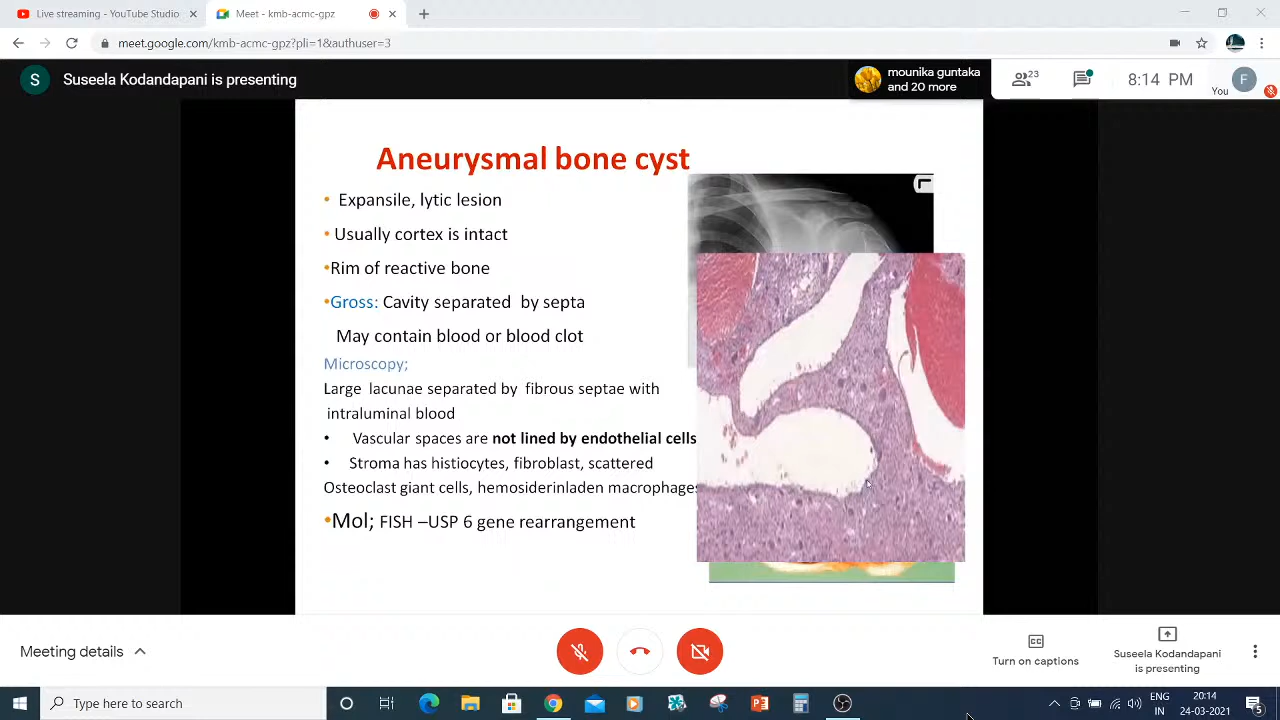 Live streaming - YouTube Studio
Meet - kmb-acmc-gpz
meet.google.com/kmb-acmc-gpz?pli=1&authuser=3
S
Suseela Kodandapani is presenting
mounika guntaka
and 20 more
23
8:14 PM
You
F
Aneurysmal bone cyst
• Expansile, lytic lesion
• Usually cortex is intact
•Rim of reactive bone
•Gross: Cavity separated by septa
May contain blood or blood clot
Microscopy;
Large lacunae separated by fibrous septae with
intraluminal blood
• Vascular spaces are not lined by endothelial cells
• Stroma has histiocytes, fibroblast, scattered
Osteoclast giant cells, hemosiderinladen macrophages
•Mol; FISH –USP 6 gene rearrangement
Meeting details
CC
Turn on captions
Suseela Kodandapani
is presenting
Type here to search
ENG
IN
20:14
24-03-2021
5